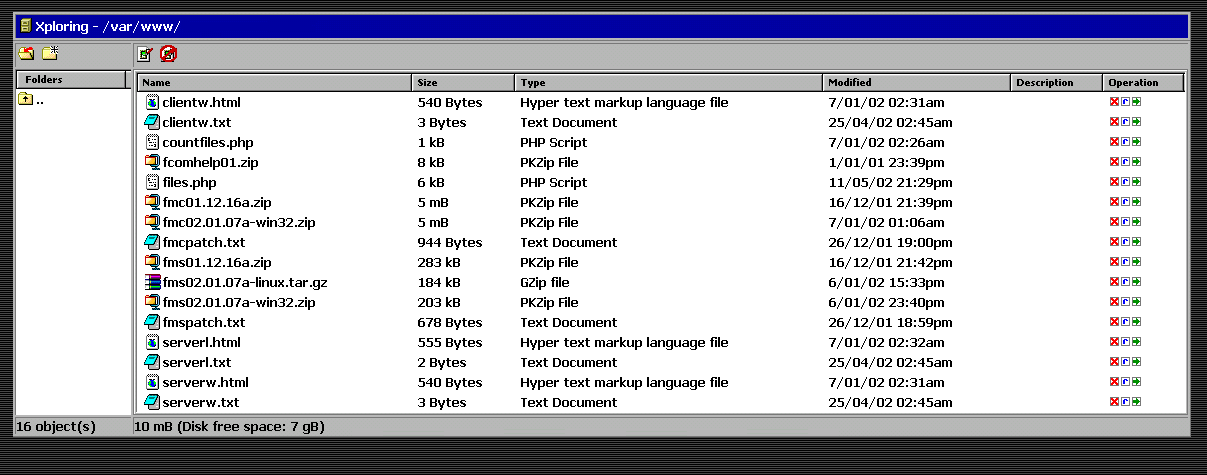 Xploring - /var/www/
Folders
..
Name Size Type Modified Description Operation
clientw.html 540 Bytes Hyper text markup language file 7/01/02 02:31am
clientw.txt 3 Bytes Text Document 25/04/02 02:45am
countfiles.php 1 kB PHP Script 7/01/02 02:26am
fcomhelp01.zip 8 kB PKZip File 1/01/01 23:39pm
files.php 6 kB PHP Script 11/05/02 21:29pm
fmc01.12.16a.zip 5 mB PKZip File 16/12/01 21:39pm
fmc02.01.07a-win32.zip 5 mB PKZip File 7/01/02 01:06am
fmcpatch.txt 944 Bytes Text Document 26/12/01 19:00pm
fms01.12.16a.zip 283 kB PKZip File 16/12/01 21:42pm
fms02.01.07a-linux.tar.gz 184 kB GZip file 6/01/02 15:33pm
fms02.01.07a-win32.zip 203 kB PKZip File 6/01/02 23:40pm
fmspatch.txt 678 Bytes Text Document 26/12/01 18:59pm
serverl.html 555 Bytes Hyper text markup language file 7/01/02 02:32am
serverl.txt 2 Bytes Text Document 25/04/02 02:45am
serverw.html 540 Bytes Hyper text markup language file 7/01/02 02:31am
serverw.txt 3 Bytes Text Document 25/04/02 02:45am
16 object(s) 10 mB (Disk free space: 7 gB)